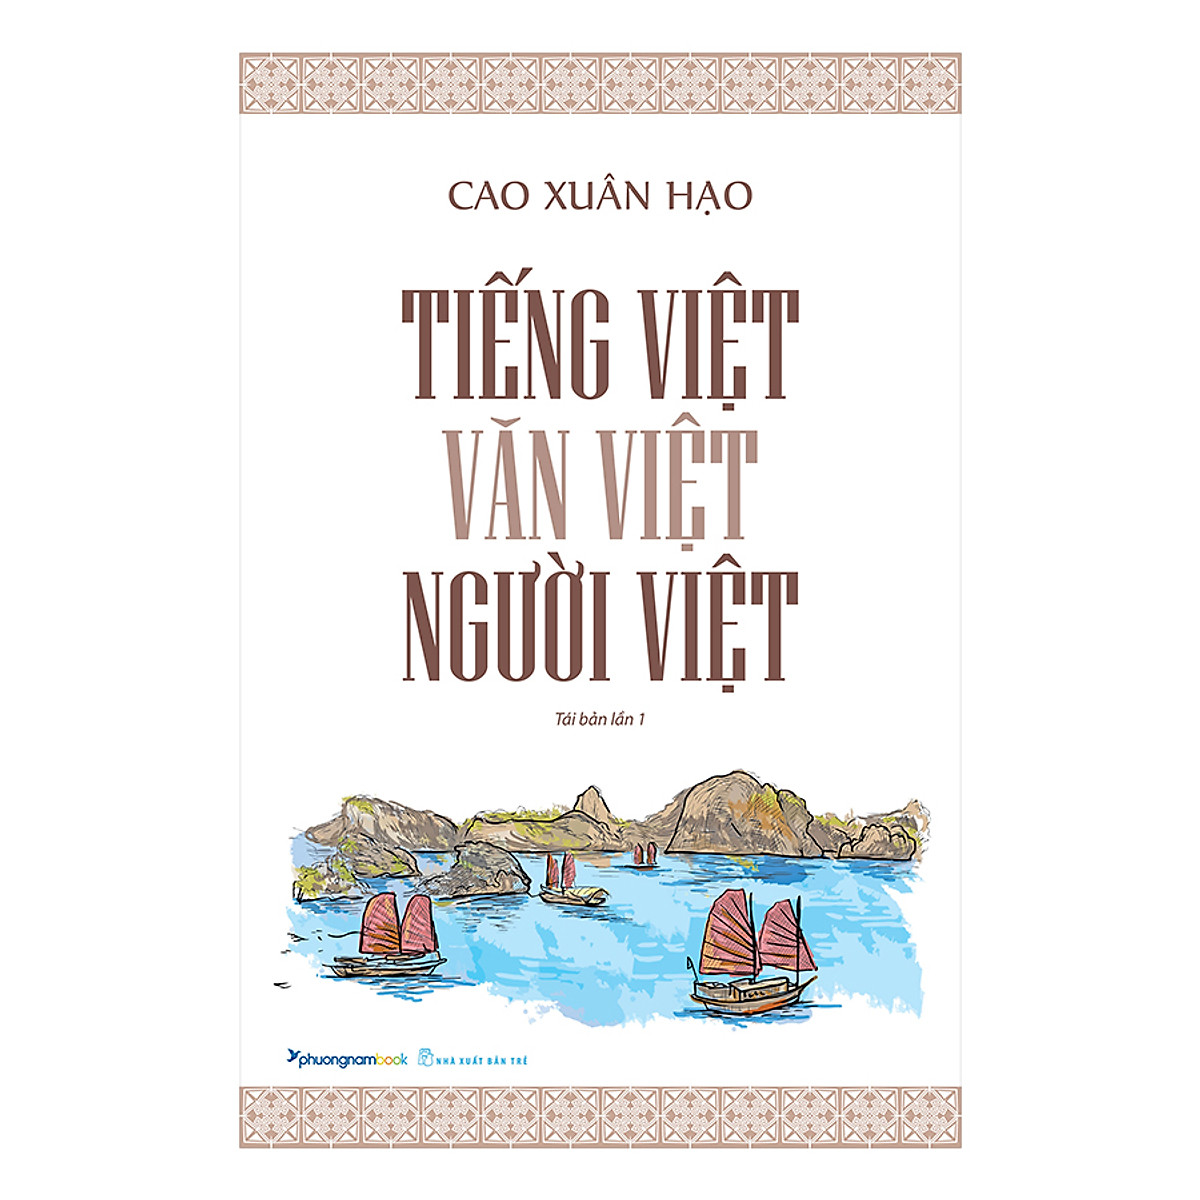 CAO XUÂN HẠO
TIẾNG VIỆT
VĂN VIỆT
NGƯỜI VIỆT
Tái bản lần 1
phuongnambook NHÀ XUẤT BẢN TRẺ